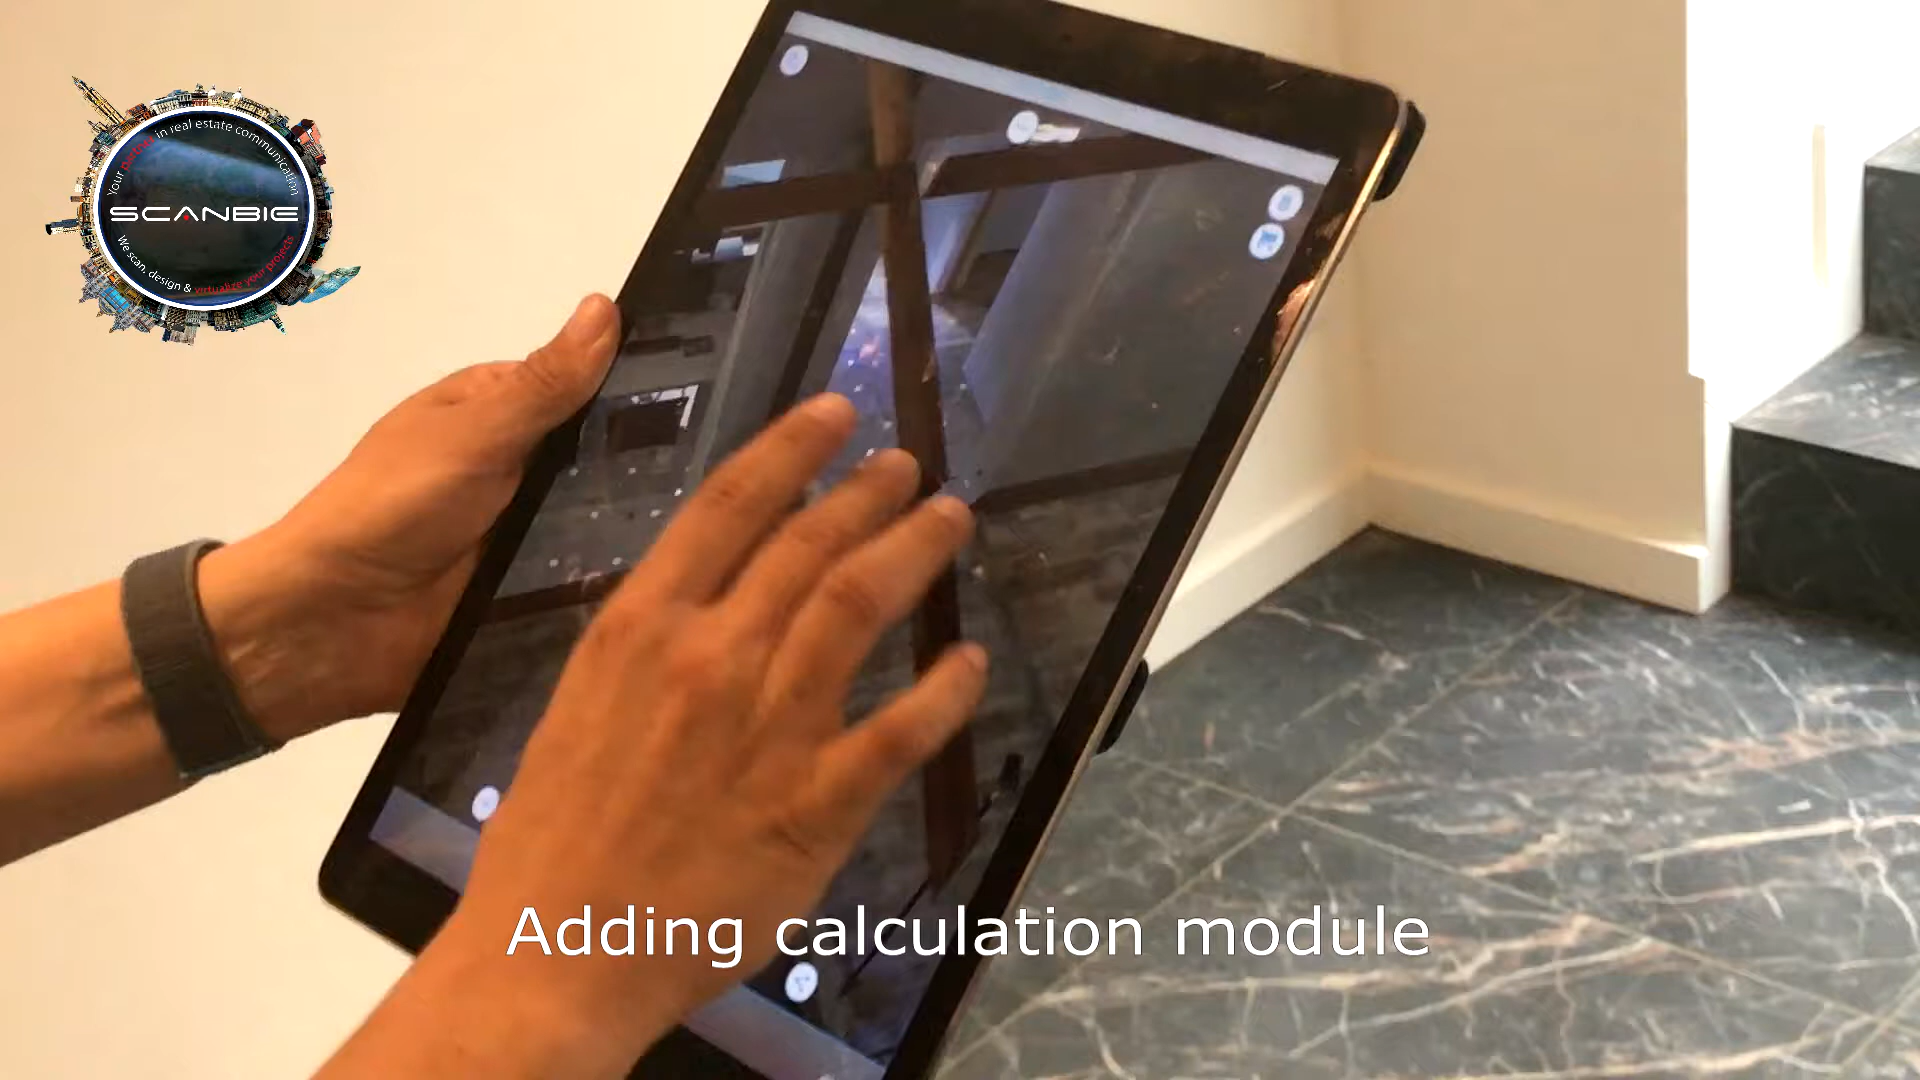 Your partner in real estate communication
SCANBIE
We scan, design & virtualize your projects
Adding calculation module